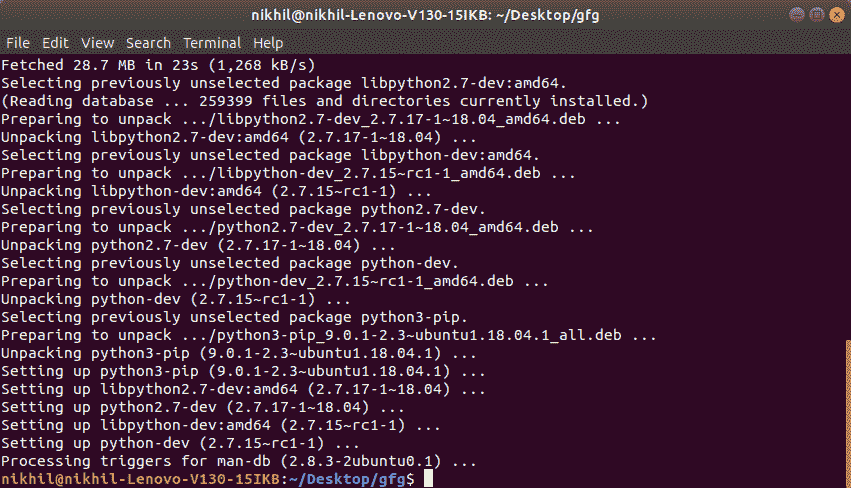 nikhil@nikhil-Lenovo-V130-15IKB: ~/Desktop/gfg
File Edit View Search Terminal Help
Fetched 28.7 MB in 23s (1,268 kB/s)
Selecting previously unselected package libpython2.7-dev:amd64.
(Reading database ... 259399 files and directories currently installed.)
Preparing to unpack .../libpython2.7-dev_2.7.17-1~18.04_amd64.deb ...
Unpacking libpython2.7-dev:amd64 (2.7.17-1~18.04) ...
Selecting previously unselected package libpython-dev:amd64.
Preparing to unpack .../libpython-dev_2.7.15~rc1-1_amd64.deb ...
Unpacking libpython-dev:amd64 (2.7.15~rc1-1) ...
Selecting previously unselected package python2.7-dev.
Preparing to unpack .../python2.7-dev_2.7.17-1~18.04_amd64.deb ...
Unpacking python2.7-dev (2.7.17-1~18.04) ...
Selecting previously unselected package python-dev.
Preparing to unpack .../python-dev_2.7.15~rc1-1_amd64.deb ...
Unpacking python-dev (2.7.15~rc1-1) ...
Selecting previously unselected package python3-pip.
Preparing to unpack .../python3-pip_9.0.1-2.3~ubuntu1.18.04.1_all.deb ...
Unpacking python3-pip (9.0.1-2.3~ubuntu1.18.04.1) ...
Setting up python3-pip (9.0.1-2.3~ubuntu1.18.04.1) ...
Setting up libpython2.7-dev:amd64 (2.7.17-1~18.04) ...
Setting up python2.7-dev (2.7.17-1~18.04) ...
Setting up libpython-dev:amd64 (2.7.15~rc1-1) ...
Setting up python-dev (2.7.15~rc1-1) ...
Processing triggers for man-db (2.8.3-2ubuntu0.1) ...
nikhil@nikhil-Lenovo-V130-15IKB:~/Desktop/gfg$